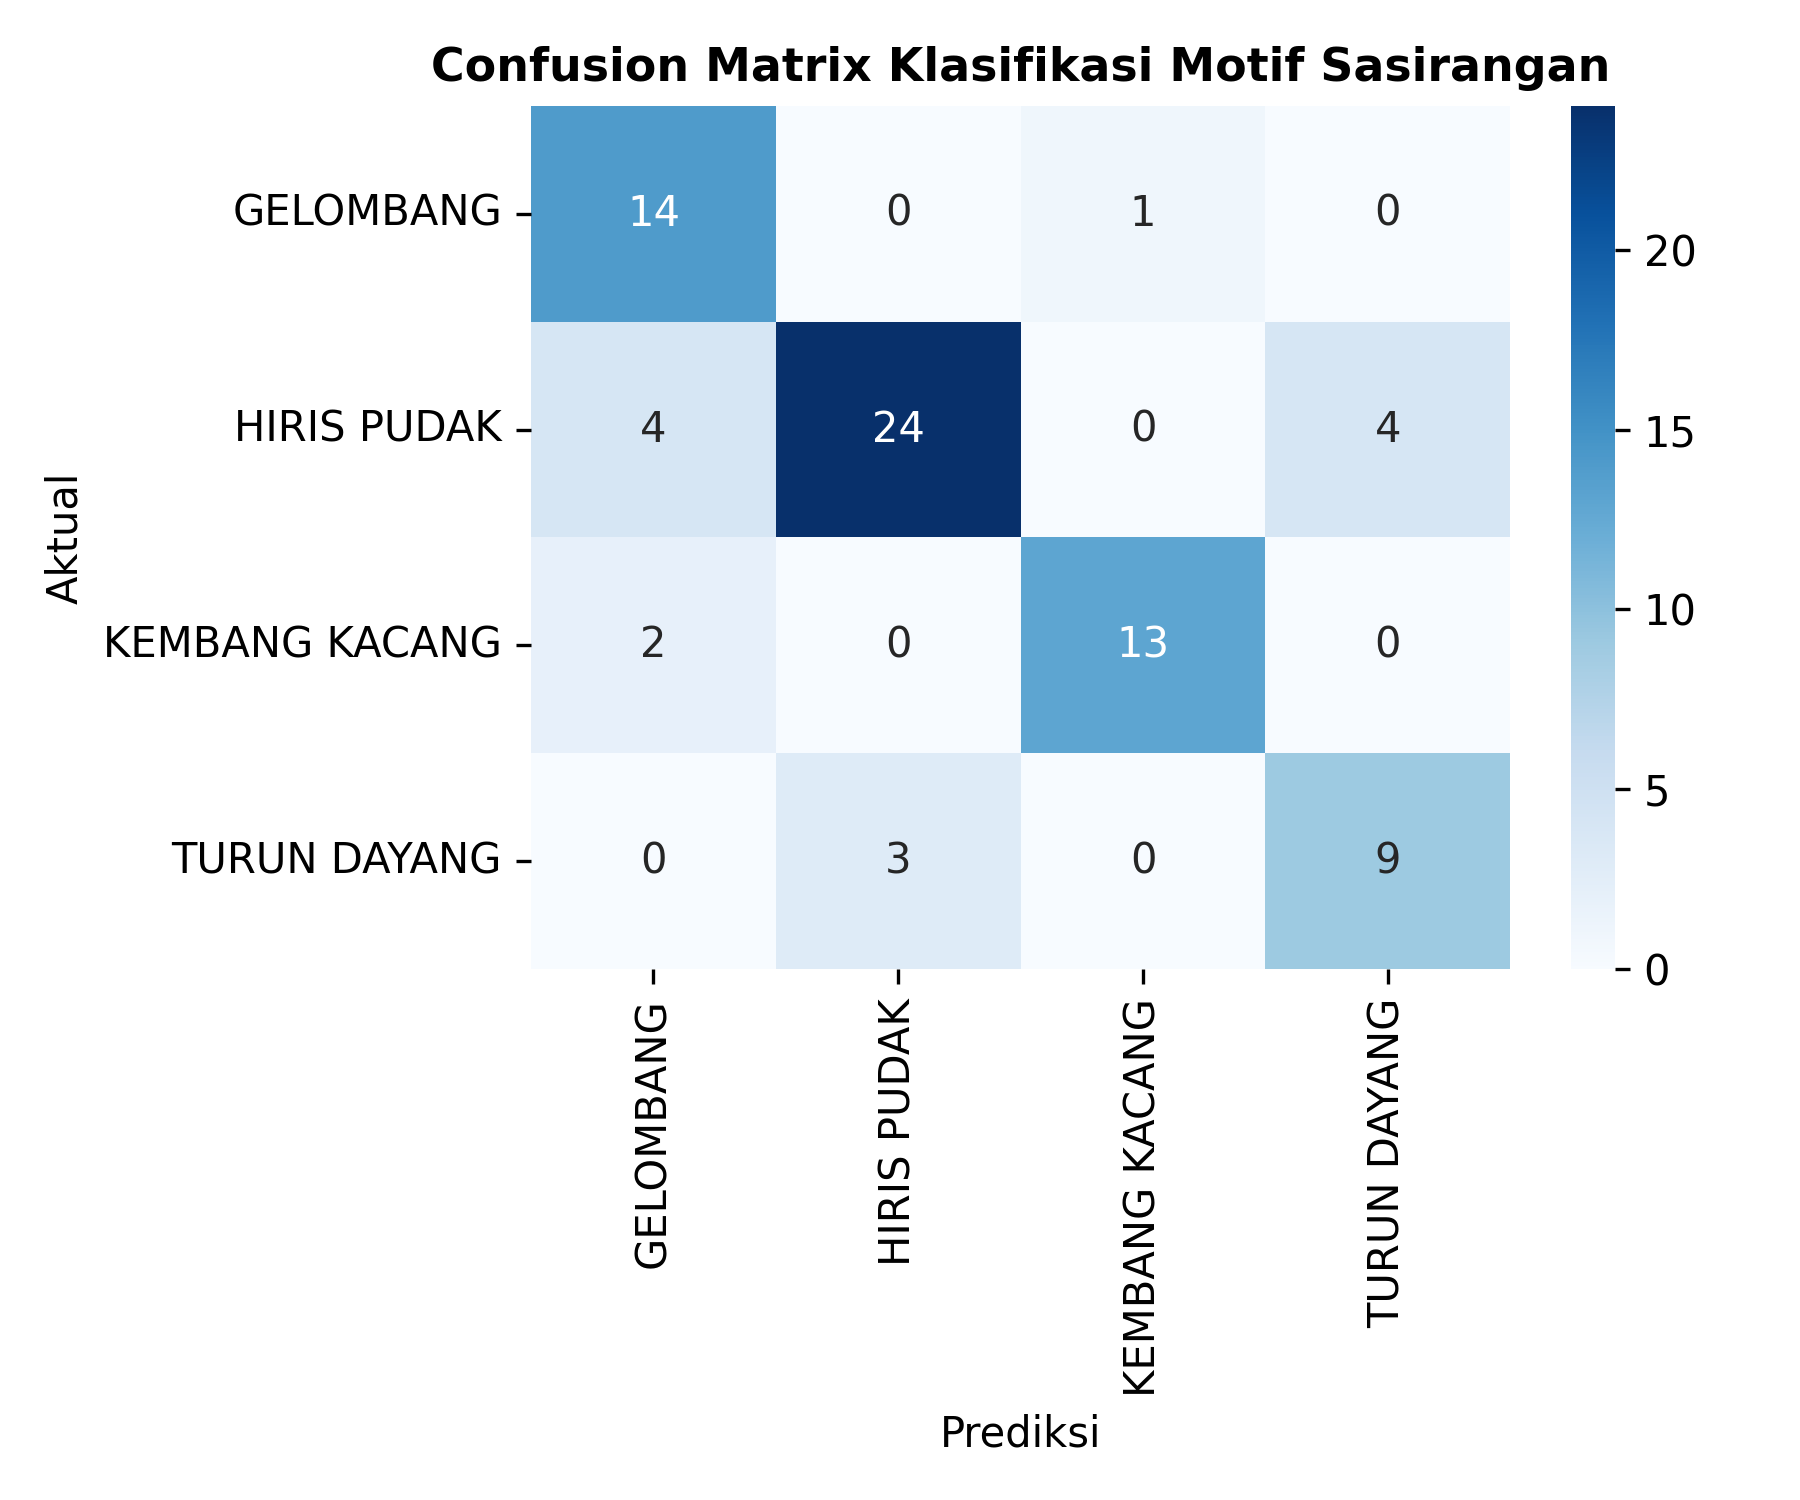 Confusion Matrix Klasifikasi Motif Sasirangan
Aktual
GELOMBANG 14 0 1 0
HIRIS PUDAK 4 24 0 4
KEMBANG KACANG 2 0 13 0
TURUN DAYANG 0 3 0 9
GELOMBANG
HIRIS PUDAK
KEMBANG KACANG
TURUN DAYANG
Prediksi
20
15
10
5
0